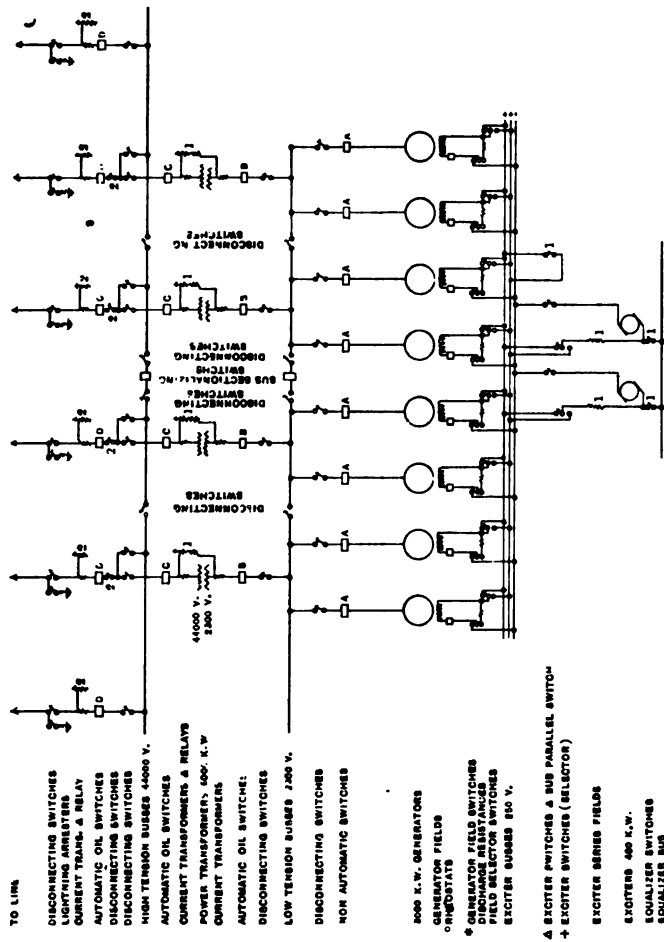 TO LINE
DISCONNECTING SWITCHES
LIGHTNING ARRESTERS
CURRENT TRANS. & RELAY
AUTOMATIC OIL SWITCHES
DISCONNECTING SWITCHES
DISCONNECTING SWITCHES
HIGH TENSION BUSSES 44000 V.
AUTOMATIC OIL SWITCHES
CURRENT TRANSFORMERS & RELAYS
POWER TRANSFORMERS, K.W
CURRENT TRANSFORMERS
AUTOMATIC OIL SWITCHES
DISCONNECTING SWITCHES
LOW TENSION BUSSES 2300 V.
DISCONNECTING SWITCHES
NON AUTOMATIC SWITCHES
K.W. GENERATORS
GENERATOR FIELDS
RHEOSTATS
* GENERATOR FIELD SWITCHES
DISCHARGE RESISTANCES
FIELD SELECTOR SWITCHES
EXCITER BUSSES 250 V.
Δ EXCITER SWITCHES & BUS PARALLEL SWITCH
+ EXCITER SWITCHES (SELECTOR)
EXCITER SERIES FIELDS
EXCITERS 400 K.W.
EQUALIZER SWITCHES
EQUALIZER BUS
44000 V.
2300 V.
DISCONNECTING
SWITCHES
DISCONNECTING
SWITCHES
BUS SECTIONALIZING
SWITCHS
DISCONNECTING
SWITCHES
DISCONNECTING
SWITCHES
D D D
C C C C
B B B
A A A A A A A A